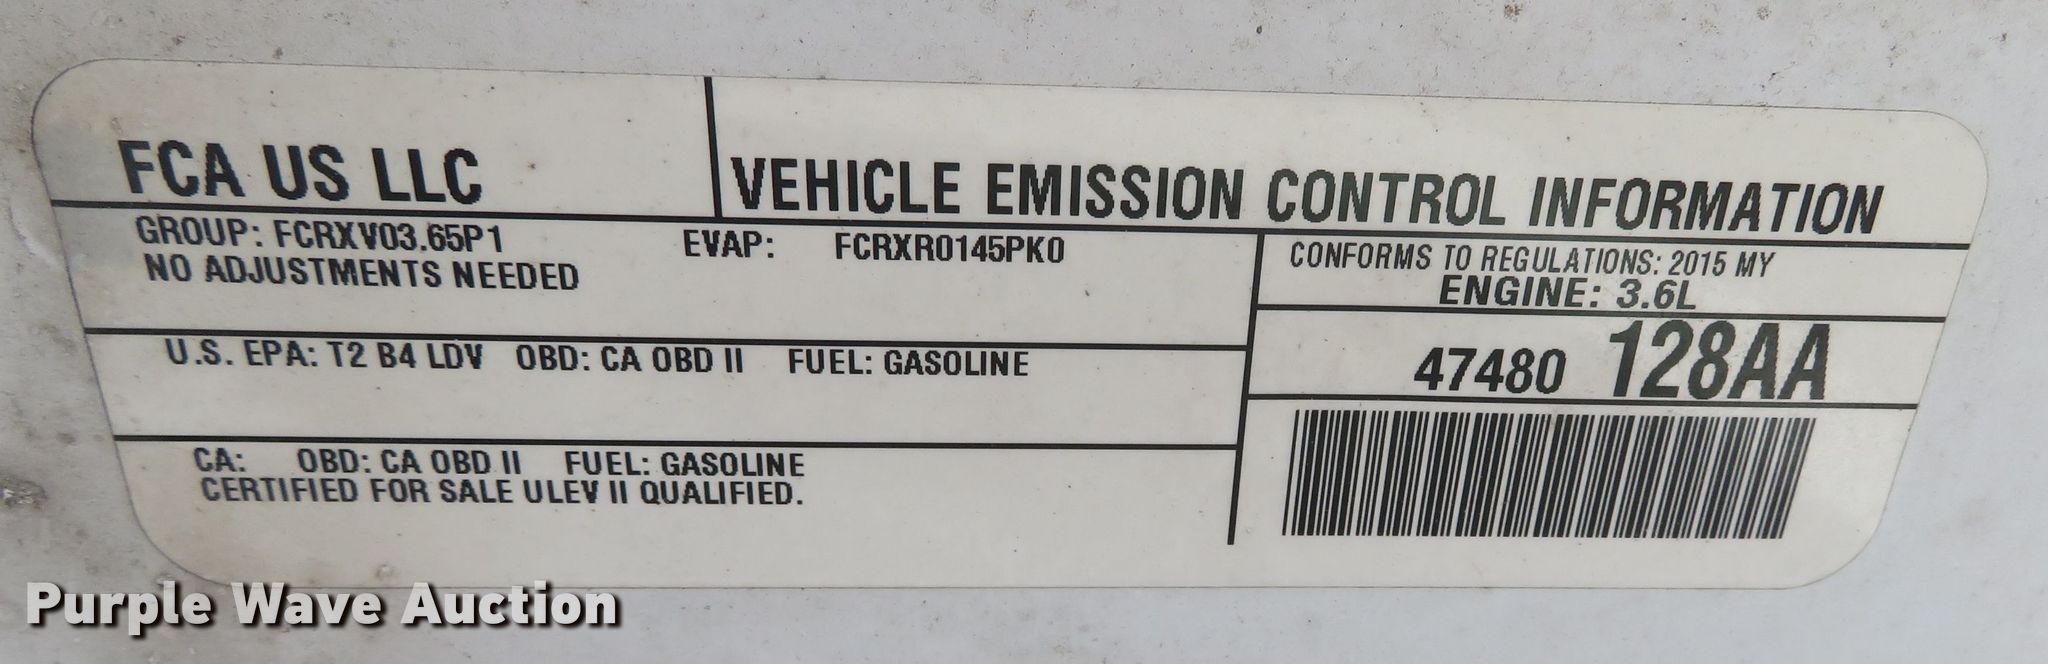 FCA US LLC
VEHICLE EMISSION CONTROL INFORMATION
GROUP: FCRXV03.65P1
EVAP: FCRXR0145PK0
NO ADJUSTMENTS NEEDED
CONFORMS TO REGULATIONS: 2015 MY
ENGINE: 3.6L
U.S. EPA: T2 B4 LDV OBD: CA OBD II FUEL: GASOLINE
47480 128AA
CA: OBD: CA OBD II FUEL: GASOLINE
CERTIFIED FOR SALE ULEV II QUALIFIED.
Purple Wave Auction